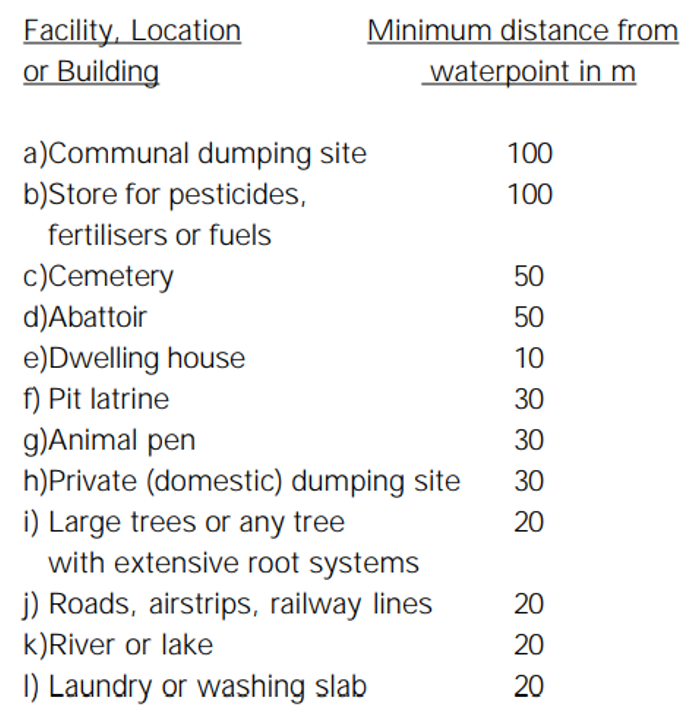 Facility, Location Minimum distance from
or Building waterpoint in m
a)Communal dumping site 100
b)Store for pesticides, 100
fertilisers or fuels
c)Cemetery 50
d)Abattoir 50
e)Dwelling house 10
f) Pit latrine 30
g)Animal pen 30
h)Private (domestic) dumping site 30
i) Large trees or any tree 20
with extensive root systems
j) Roads, airstrips, railway lines 20
k)River or lake 20
l) Laundry or washing slab 20